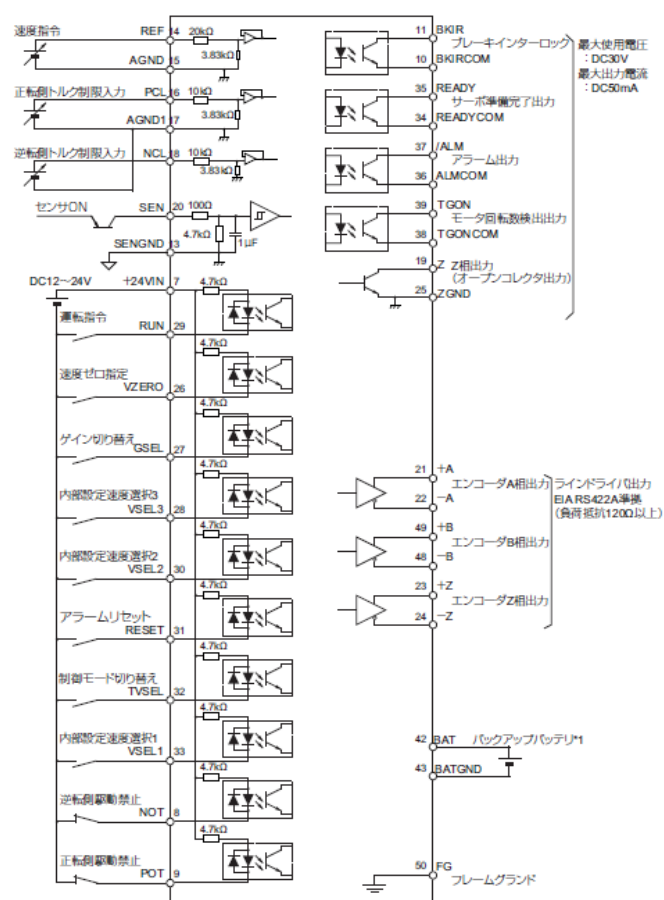 速度指令
REF 14 20kΩ
3.83kΩ
AGND 15
正転側トルク制限入力 PCL 16 10kΩ
3.83kΩ
AGND1 17
逆転側トルク制限入力 NCL 18 10kΩ
3.83kΩ
センサON SEN 20 100Ω
4.7kΩ
1μF
SENGND 13
DC12～24V +24VIN 7 4.7kΩ
運転指令
RUN 29
4.7kΩ
速度ゼロ指定
VZERO 26
4.7kΩ
ゲイン切り替え
GSEL 27
4.7kΩ
内部設定速度選択3
VSEL3 28
4.7kΩ
内部設定速度選択2
VSEL2 30
4.7kΩ
アラームリセット
RESET 31
4.7kΩ
制御モード切り替え
TVSEL 32
4.7kΩ
内部設定速度選択1
VSEL1 33
4.7kΩ
逆転側駆動禁止
NOT 8
4.7kΩ
正転側駆動禁止
POT 9
11 BKIR
ブレーキインターロック
10 BKIRCOM
35 READY
サーボ準備完了出力
34 READYCOM
37 /ALM
アラーム出力
36 ALMCOM
39 TGON
モータ回転数検出出力
38 TGONCOM
19 Z Z相出力
(オープンコレクタ出力)
25 ZGND
最大使用電圧
：DC30V
最大出力電流
：DC50mA
21 +A
エンコーダA相出力
22 －A
49 +B
エンコーダB相出力
48 －B
23 +Z
エンコーダZ相出力
24 －Z
ラインドライバ出力
EIA RS422A準拠
(負荷抵抗120Ω以上)
42 BAT バックアップバッテリ*1
43 BATGND
50 FG
フレームグランド